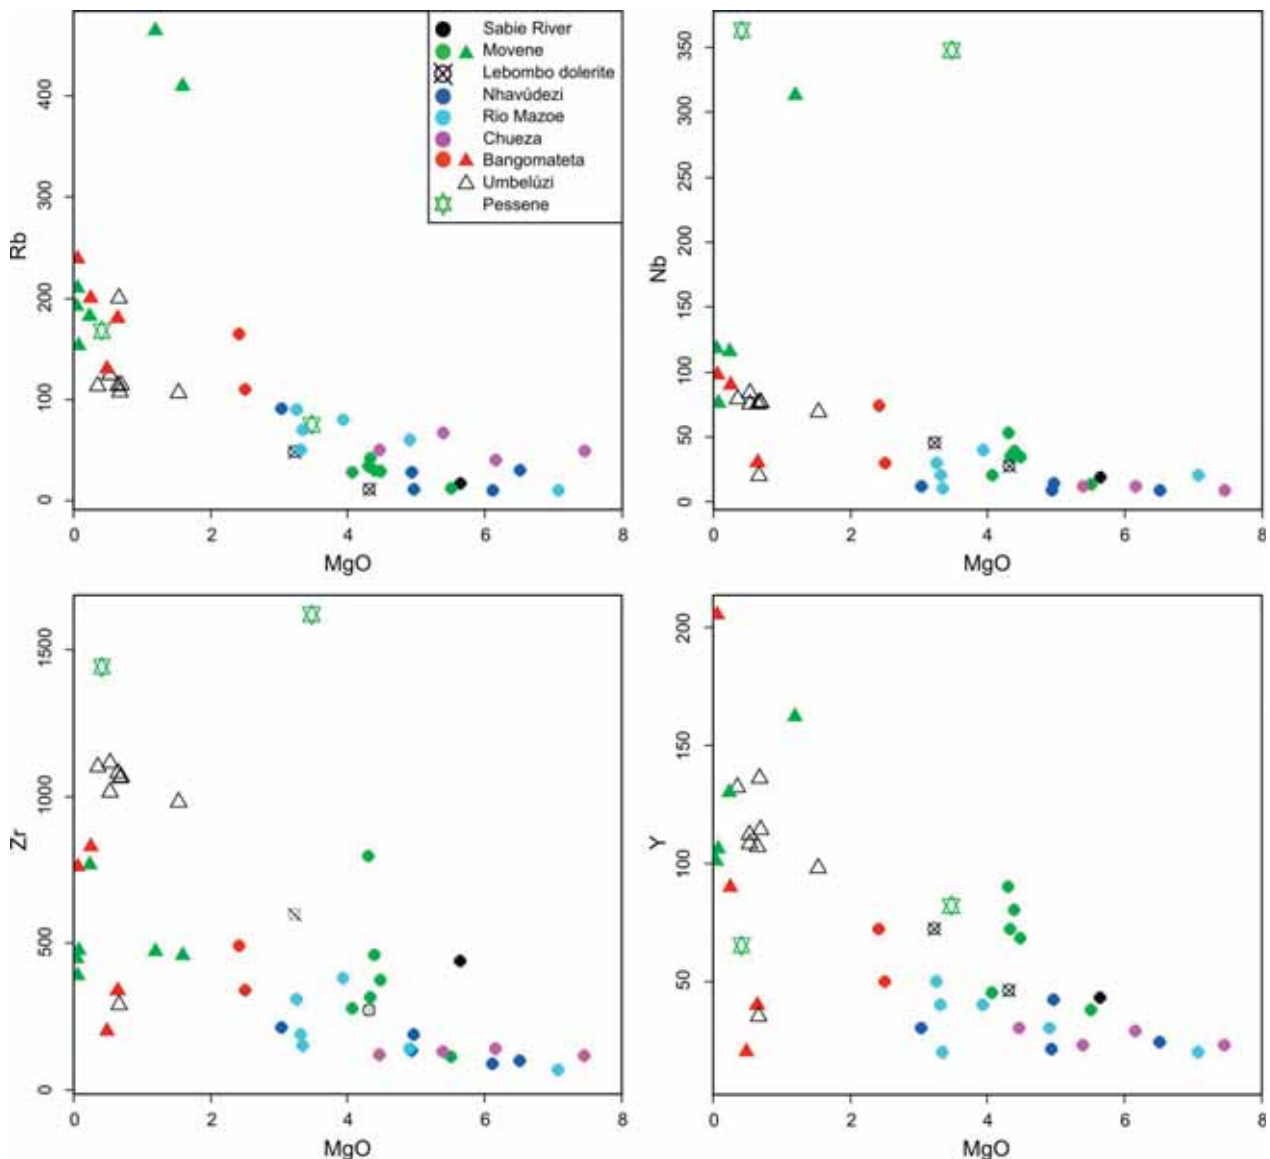 Rb
400
300
200
100
0
0 2 4 6 8
MgO
Sabie River
Movene
Lebombo dolerite
Nhavúdezi
Rio Mazoe
Chueza
Bangomateta
Umbelúzi
Pessene
Nb
350
300
250
200
150
100
50
0
0 2 4 6 8
MgO
Zr
1500
1000
500
0
0 2 4 6 8
MgO
Y
200
150
100
50
0 2 4 6 8
MgO